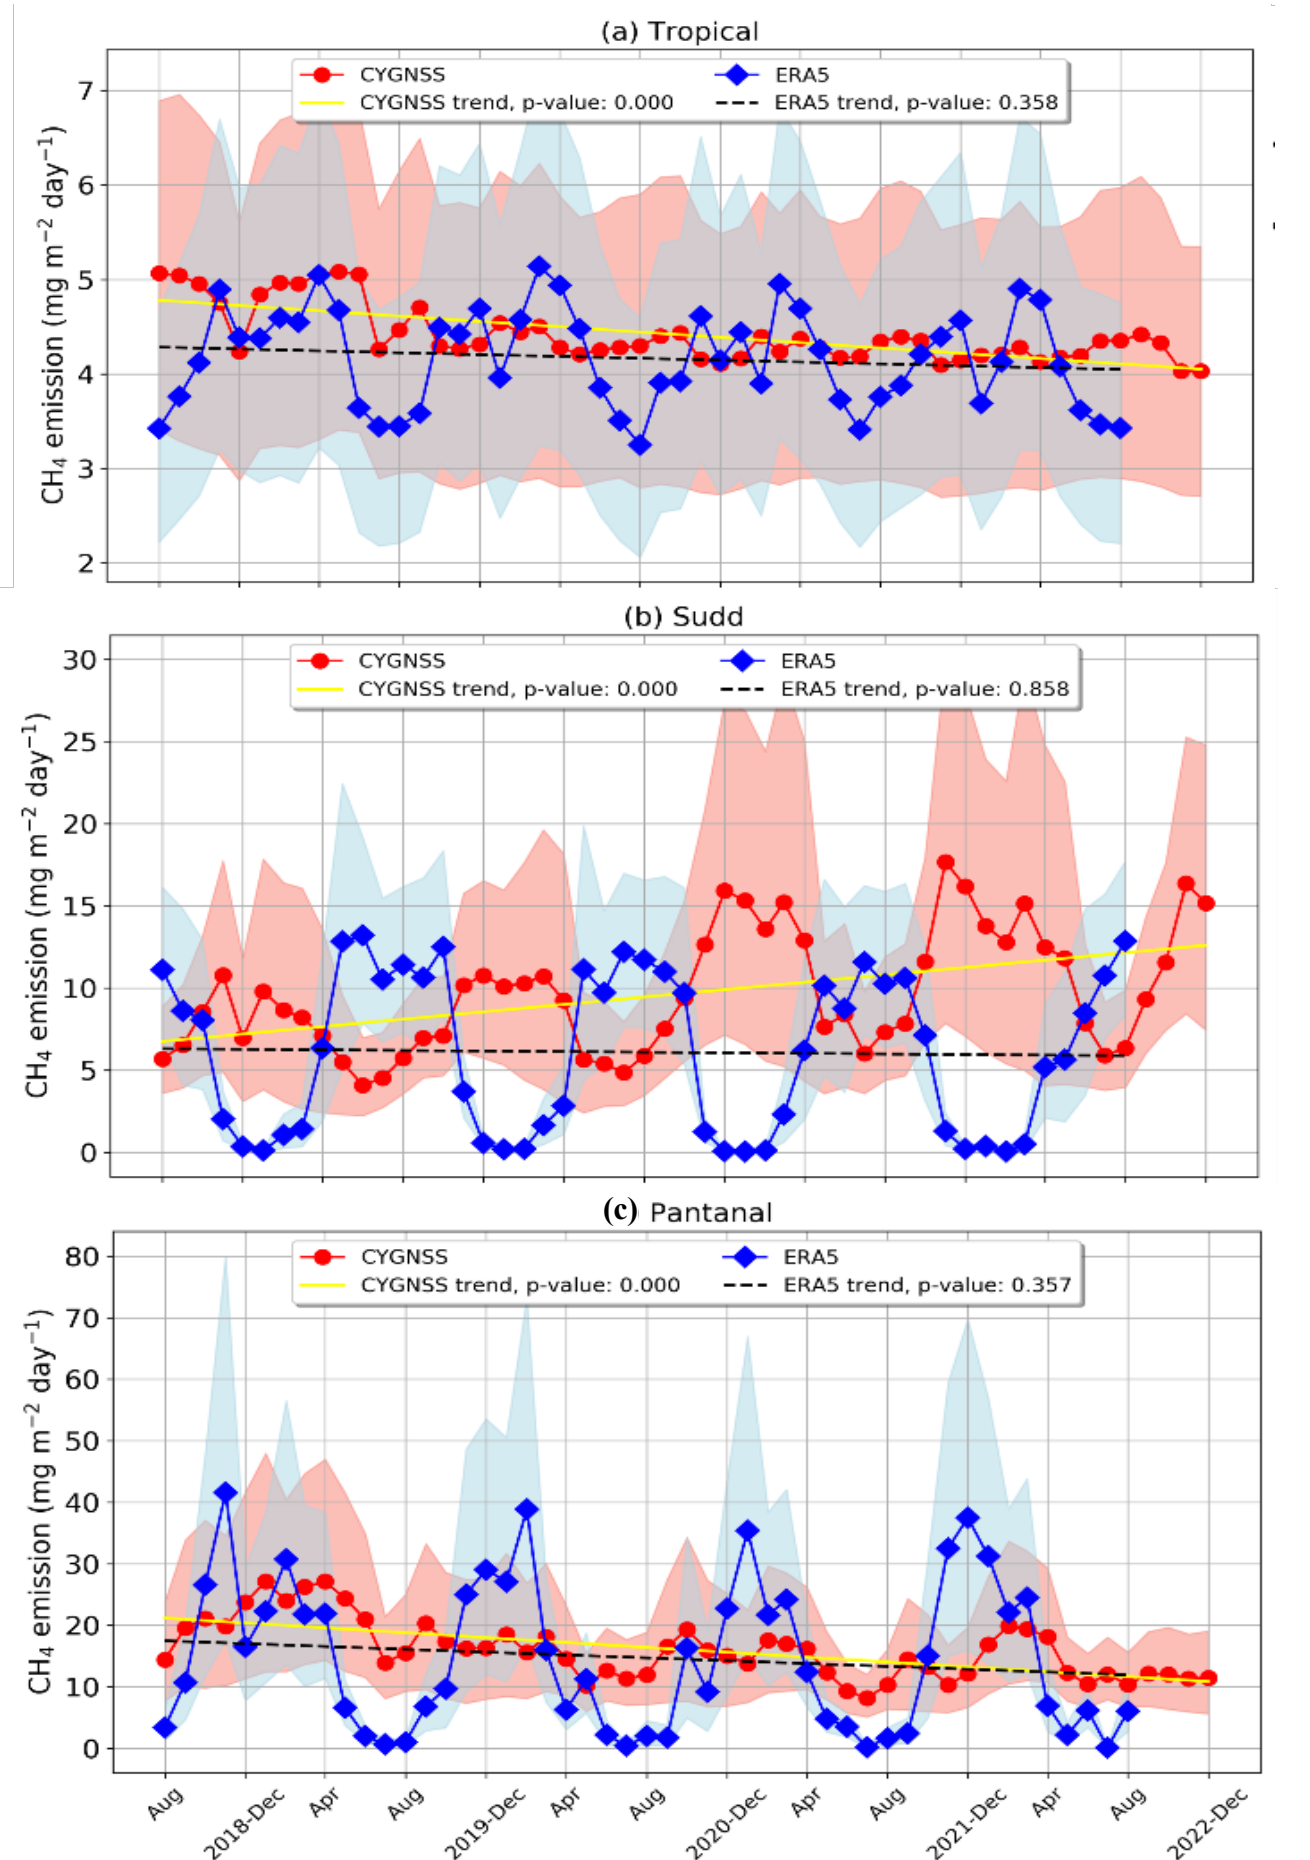 (a) Tropical
CYGNSS
CYGNSS trend, p-value: 0.000
ERA5
ERA5 trend, p-value: 0.358
CH₄ emission (mg m⁻² day⁻¹)
7
6
5
4
3
2
(b) Sudd
CYGNSS
CYGNSS trend, p-value: 0.000
ERA5
ERA5 trend, p-value: 0.858
CH₄ emission (mg m⁻² day⁻¹)
30
25
20
15
10
5
0
(c) Pantanal
CYGNSS
CYGNSS trend, p-value: 0.000
ERA5
ERA5 trend, p-value: 0.357
CH₄ emission (mg m⁻² day⁻¹)
80
70
60
50
40
30
20
10
0
Aug
2018-Dec
Apr
Aug
2019-Dec
Apr
Aug
2020-Dec
Apr
Aug
2021-Dec
Apr
Aug
2022-Dec